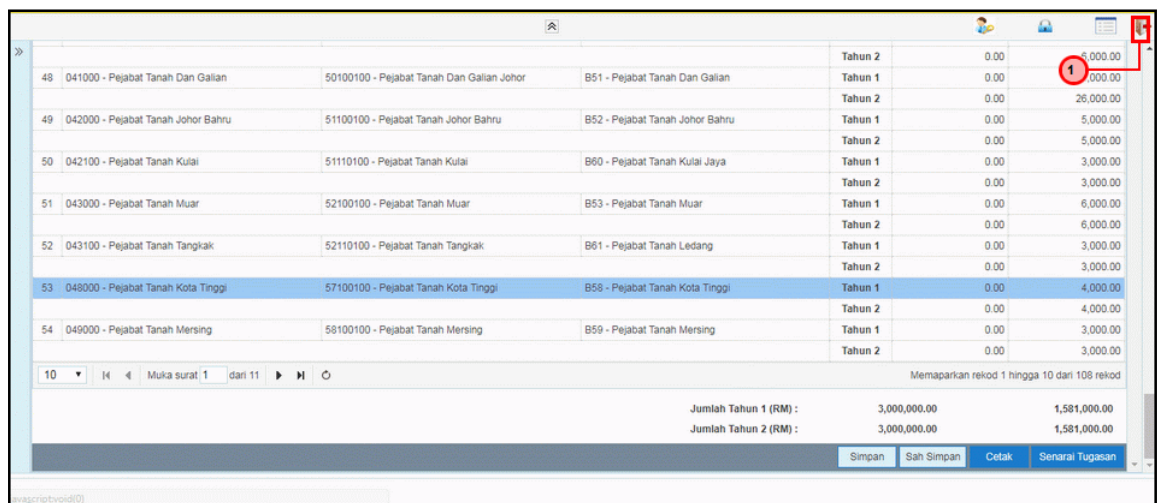 Tahun 2 0.00 6,000.00
48 041000 - Pejabat Tanah Dan Galian 50100100 - Pejabat Tanah Dan Galian Johor B51 - Pejabat Tanah Dan Galian Tahun 1 0.00 ,000.00
1
Tahun 2 0.00 26,000.00
49 042000 - Pejabat Tanah Johor Bahru 51100100 - Pejabat Tanah Johor Bahru B52 - Pejabat Tanah Johor Bahru Tahun 1 0.00 5,000.00
Tahun 2 0.00 5,000.00
50 042100 - Pejabat Tanah Kulai 51110100 - Pejabat Tanah Kulai B60 - Pejabat Tanah Kulai Jaya Tahun 1 0.00 3,000.00
Tahun 2 0.00 3,000.00
51 043000 - Pejabat Tanah Muar 52100100 - Pejabat Tanah Muar B53 - Pejabat Tanah Muar Tahun 1 0.00 6,000.00
Tahun 2 0.00 6,000.00
52 043100 - Pejabat Tanah Tangkak 52110100 - Pejabat Tanah Tangkak B61 - Pejabat Tanah Ledang Tahun 1 0.00 3,000.00
Tahun 2 0.00 3,000.00
53 048000 - Pejabat Tanah Kota Tinggi 57100100 - Pejabat Tanah Kota Tinggi B58 - Pejabat Tanah Kota Tinggi Tahun 1 0.00 4,000.00
Tahun 2 0.00 4,000.00
54 049000 - Pejabat Tanah Mersing 58100100 - Pejabat Tanah Mersing B59 - Pejabat Tanah Mersing Tahun 1 0.00 3,000.00
Tahun 2 0.00 3,000.00
10 Muka surat 1 dari 11 Memaparkan rekod 1 hingga 10 dari 108 rekod
Jumlah Tahun 1 (RM) : 3,000,000.00 1,581,000.00
Jumlah Tahun 2 (RM) : 3,000,000.00 1,581,000.00
Simpan Sah Simpan Cetak Senarai Tugasan
avascript:void(0)